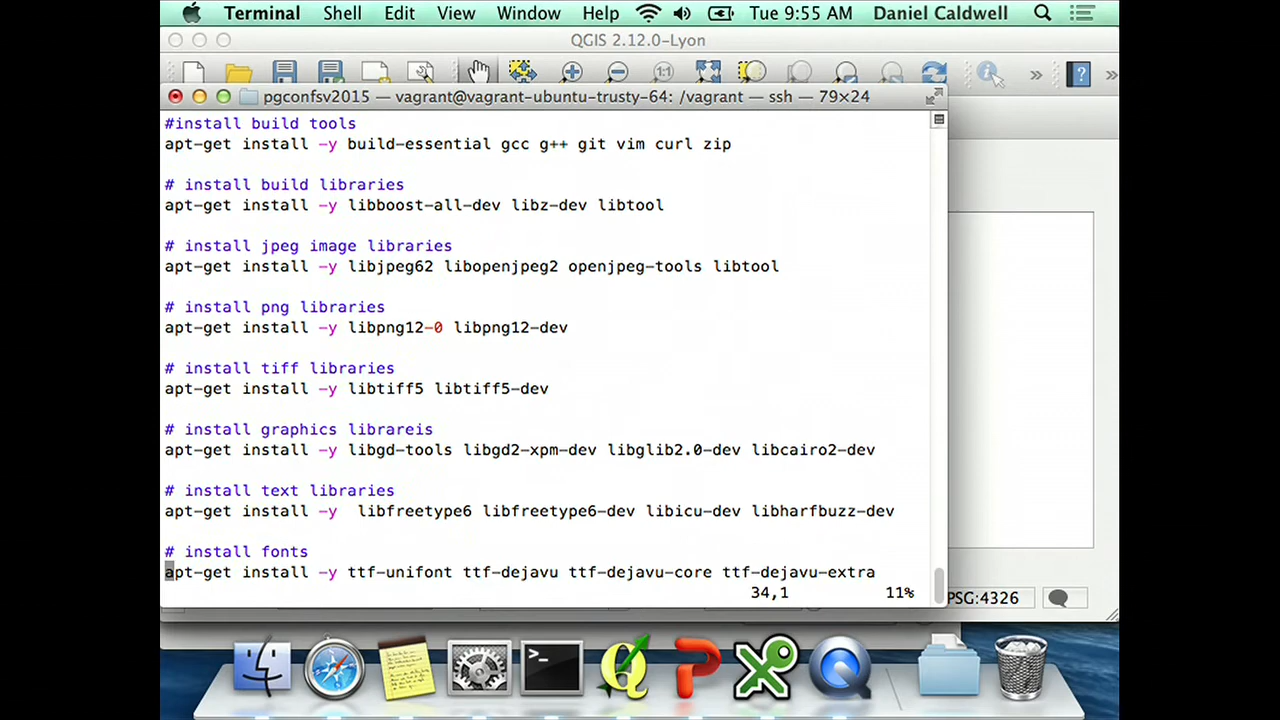 Terminal Shell Edit View Window Help Tue 9:55 AM Daniel Caldwell
QGIS 2.12.0-Lyon
1:1
»
?
»
pgconfsv2015 — vagrant@vagrant-ubuntu-trusty-64: /vagrant — ssh — 79×24
#install build tools
apt-get install -y build-essential gcc g++ git vim curl zip
# install build libraries
apt-get install -y libboost-all-dev libz-dev libtool
# install jpeg image libraries
apt-get install -y libjpeg62 libopenjpeg2 openjpeg-tools libtool
# install png libraries
apt-get install -y libpng12-0 libpng12-dev
# install tiff libraries
apt-get install -y libtiff5 libtiff5-dev
# install graphics librareis
apt-get install -y libgd-tools libgd2-xpm-dev libglib2.0-dev libcairo2-dev
# install text libraries
apt-get install -y  libfreetype6 libfreetype6-dev libicu-dev libharfbuzz-dev
# install fonts
apt-get install -y ttf-unifont ttf-dejavu ttf-dejavu-core ttf-dejavu-extra
34,1 11%
PSG:4326
>_